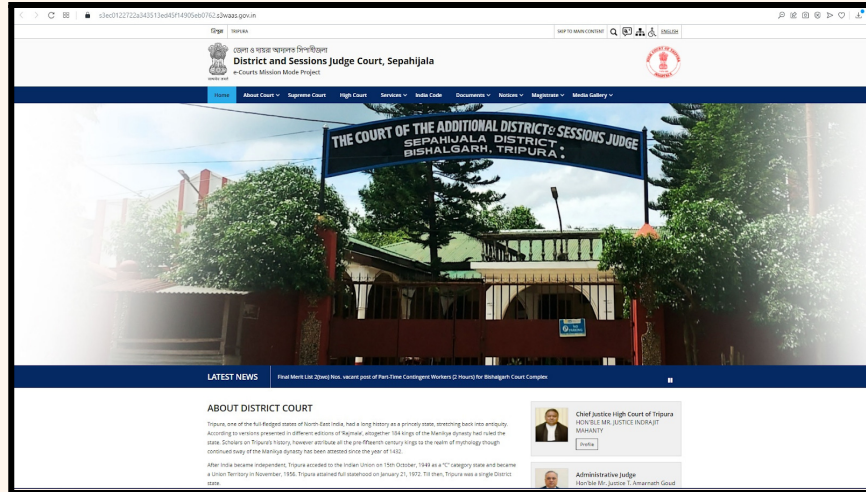 s3ec0122722a343513ed45f14905eb0762.s3waas.gov.in
ত্রিপুরা TRIPURA SKIP TO MAIN CONTENT ENGLISH
জেলা ও দায়রা আদালত সিপাহীজলা
District and Sessions Judge Court, Sepahijala
e-Courts Mission Mode Project
Home About Court Supreme Court High Court Services India Code Documents Notices Magistrate Media Gallery
THE COURT OF THE ADDITIONAL DISTRICT & SESSIONS JUDGE
SEPAHIJALA DISTRICT
BISHALGARH, TRIPURA
LATEST NEWS Final Merit List 2(two) Nos. vacant post of Part-Time Contingent Workers (2 Hours) for Bishalgarh Court Complex
ABOUT DISTRICT COURT
Tripura, one of the full-fledged states of North-East India, had a long history as a princely state, stretching back into antiquity.
According to versions presented in different editions of 'Rajmala', altogether 184 kings of the Manikya dynasty had ruled the
state. Scholars on Tripura's history, however attribute all the pre-fifteenth century kings to the realm of mythology though
continued sway of the Manikya dynasty has been attested since the year of 1432.
After India became independent, Tripura acceded to the Indian Union on 15th October, 1949 as a "C" category state and became
a Union Territory in November, 1956. Tripura attained full statehood on January 21, 1972. Till then, Tripura was a single District
state.
Chief Justice High Court of Tripura
HON'BLE MR. JUSTICE INDRAJIT
MAHANTY
Profile
Administrative Judge
Hon'ble Mr. Justice T. Amarnath Goud